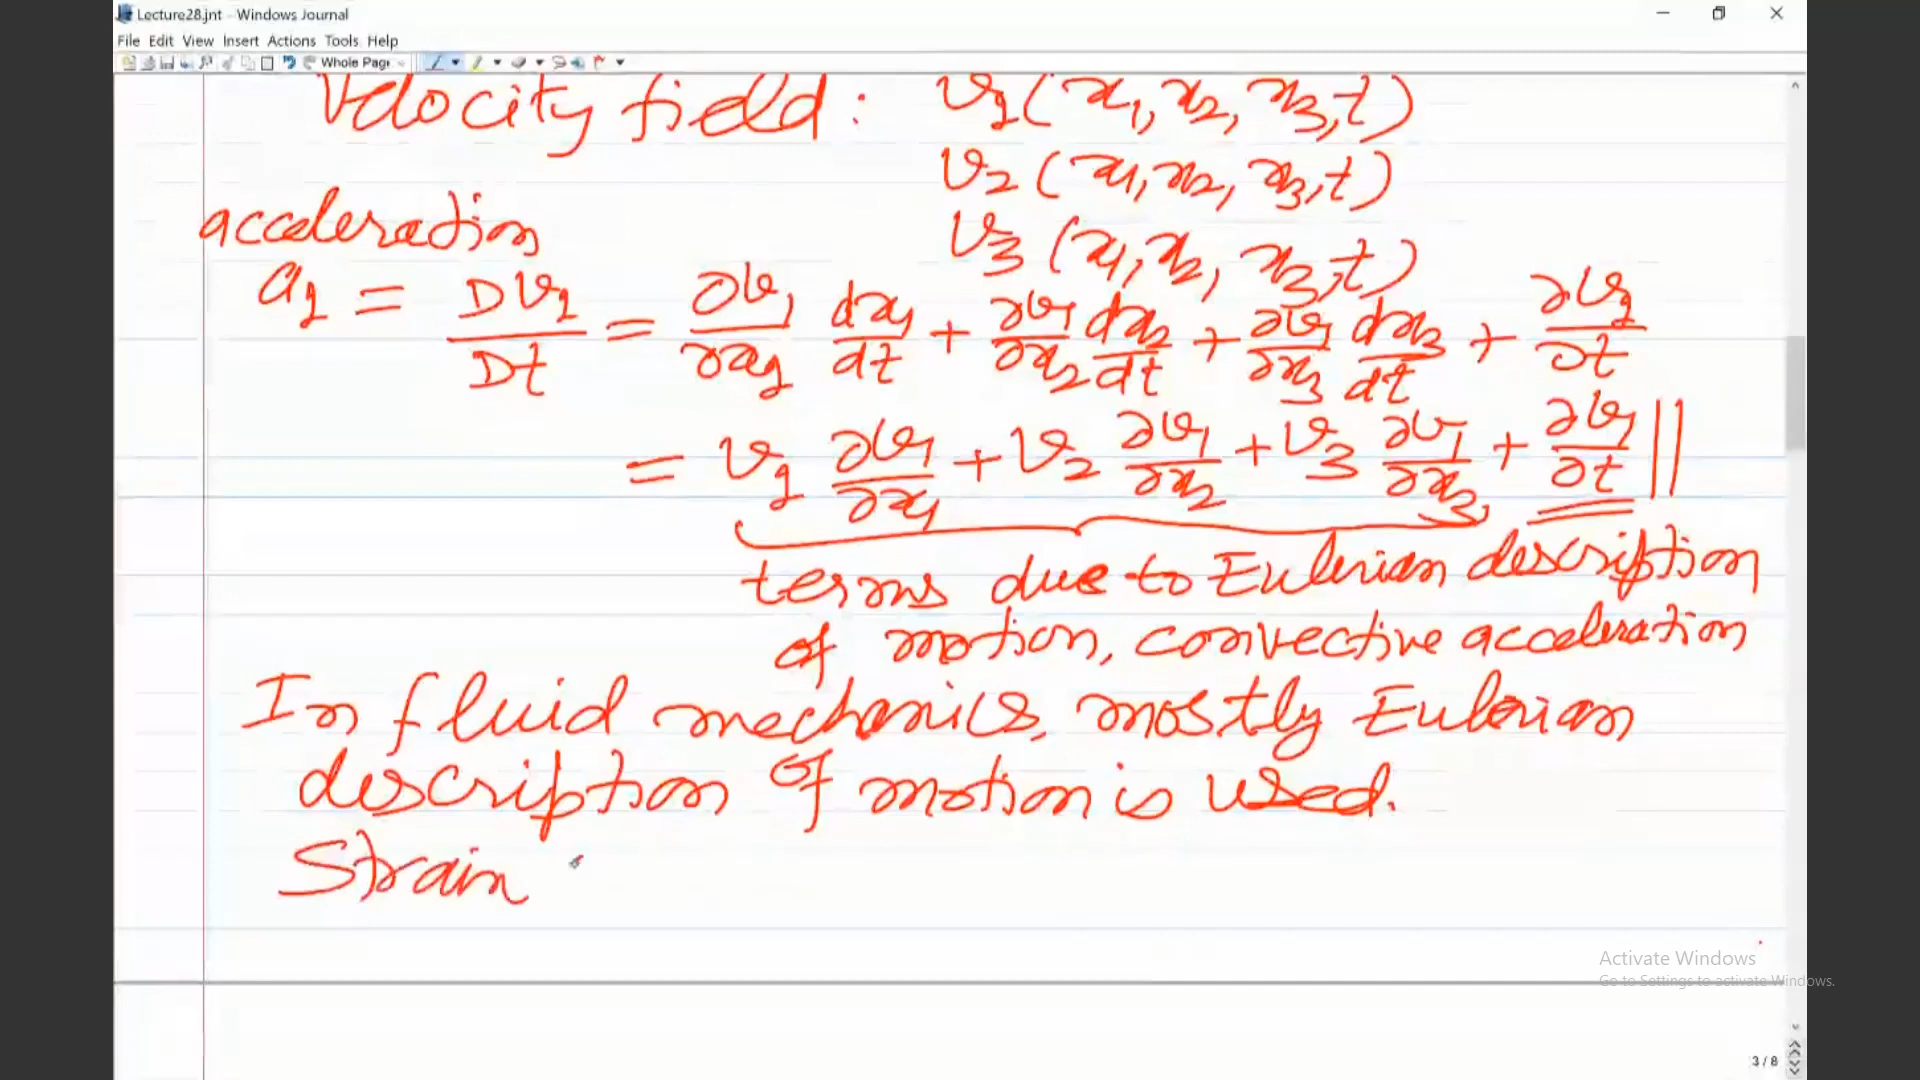 Lecture28.jnt - Windows Journal
File Edit View Insert Actions Tools Help
Whole Page
Velocity field: v₁(x₁, x₂, x₃, t)
v₂(x₁, x₂, x₃, t)
acceleration v₃(x₁, x₂, x₃, t)
a₁ = Dv₁/Dt = ∂v₁/∂x₁ dx₁/dt + ∂v₁/∂x₂ dx₂/dt + ∂v₁/∂x₃ dx₃/dt + ∂v₁/∂t
= v₁ ∂v₁/∂x₁ + v₂ ∂v₁/∂x₂ + v₃ ∂v₁/∂x₃ + ∂v₁/∂t ||
terms due to Eulerian description
of motion, convective acceleration
In fluid mechanics, mostly Eulerian
description of motion is used.
Strain
Activate Windows
Go to Settings to activate Windows.
3 / 8